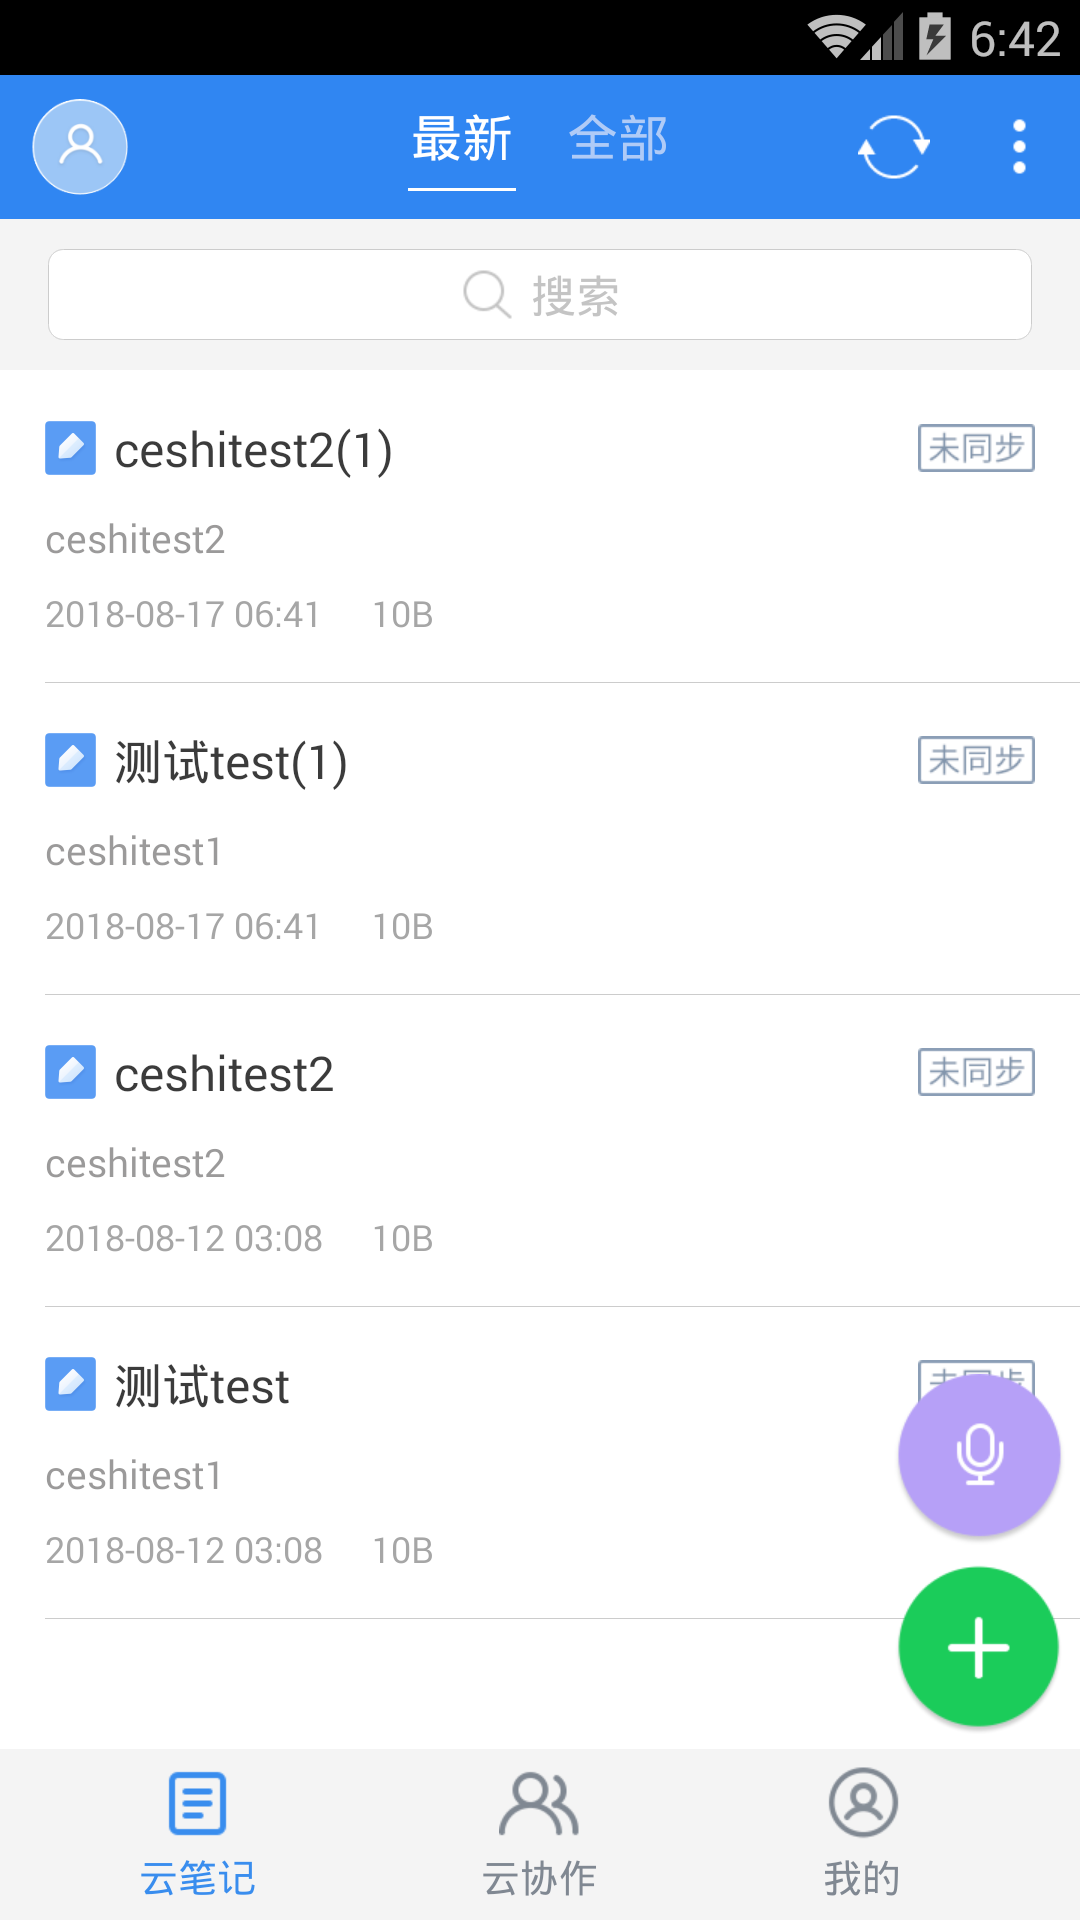 6:42
最新 全部
搜索
ceshitest2(1) 未同步
ceshitest2
2018-08-17 06:41 10B
测试test(1) 未同步
ceshitest1
2018-08-17 06:41 10B
ceshitest2 未同步
ceshitest2
2018-08-12 03:08 10B
测试test
ceshitest1
2018-08-12 03:08 10B
云笔记 云协作 我的